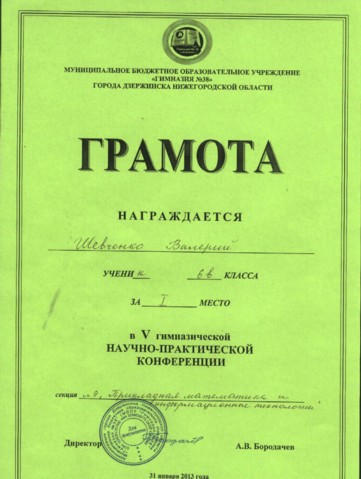 МУНИЦИПАЛЬНОЕ БЮДЖЕТНОЕ ОБРАЗОВАТЕЛЬНОЕ УЧРЕЖДЕНИЕ
«ГИМНАЗИЯ №38»
ГОРОДА ДЗЕРЖИНСКА НИЖЕГОРОДСКОЙ ОБЛАСТИ
ГРАМОТА
НАГРАЖДАЕТСЯ
Шевченко Валерий
УЧЕНИк 6в КЛАССА
ЗА I МЕСТО
в V гимназической
НАУЧНО-ПРАКТИЧЕСКОЙ
КОНФЕРЕНЦИИ
секция Прикладная математика и
информационные технологии
Директор А.В. Бородачев
31 января 2013 года